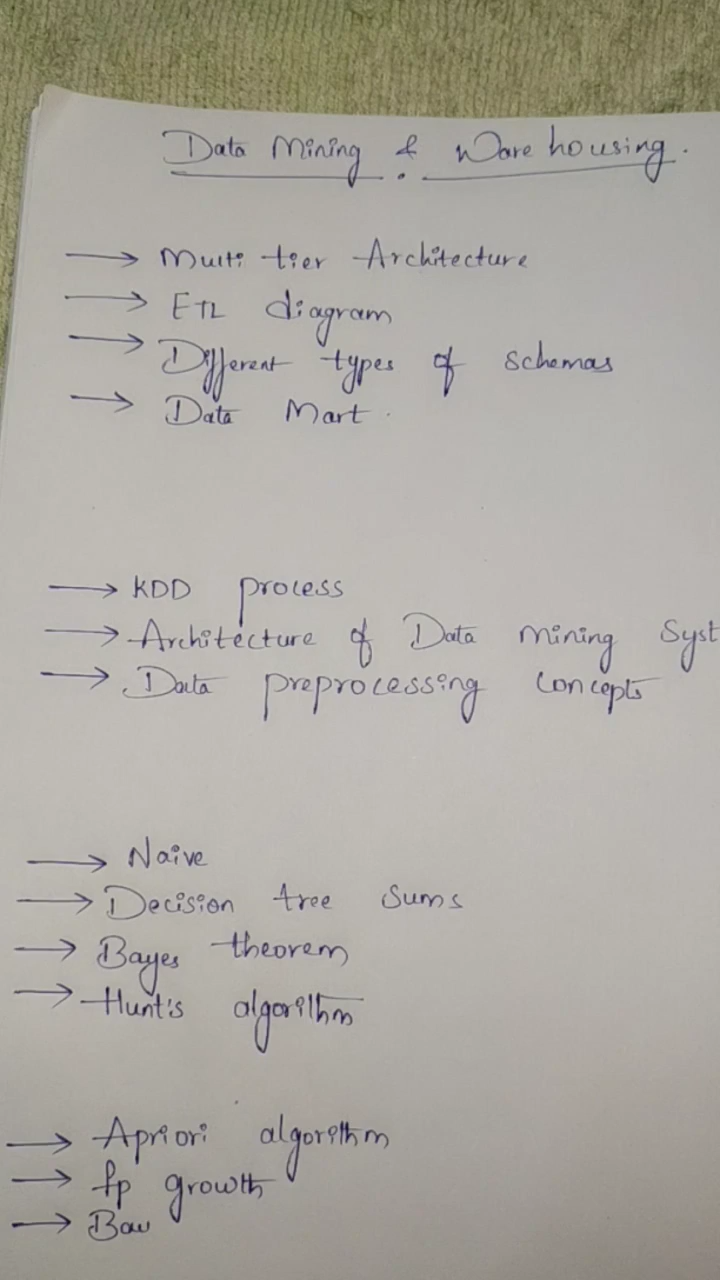 Data Mining & Ware housing.
→ Multi tier Architecture
→ ETL diagram
→ Different types of schemas
→ Data Mart.
→ KDD process
→ Architecture of Data Mining Syst
→ Data preprocessing concepts
→ Naive
→ Decision tree sums
→ Bayes theorem
→ Hunt's algorithm
→ Apriori algorithm
→ fp growth
→